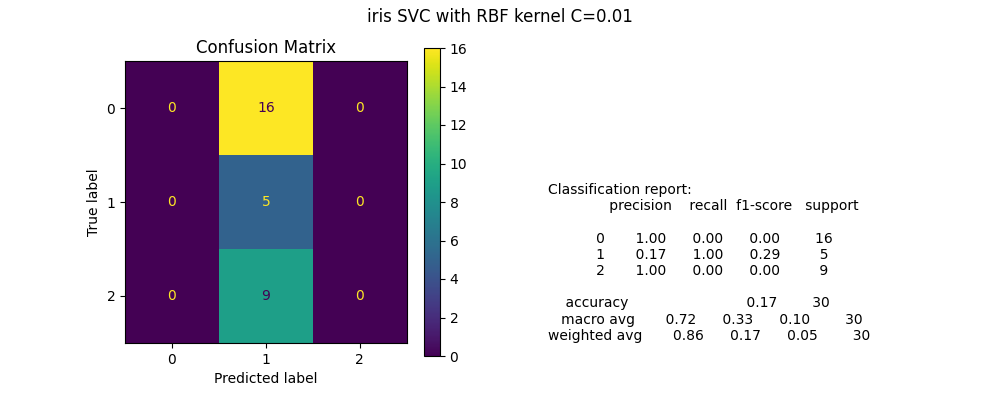 iris SVC with RBF kernel C=0.01
Confusion Matrix
16
14
12
10
8
6
4
2
0
True label
0
1
2
0 16 0
0 5 0
0 9 0
0 1 2
Predicted label
Classification report:
precision recall f1-score support
0 1.00 0.00 0.00 16
1 0.17 1.00 0.29 5
2 1.00 0.00 0.00 9
accuracy 0.17 30
macro avg 0.72 0.33 0.10 30
weighted avg 0.86 0.17 0.05 30